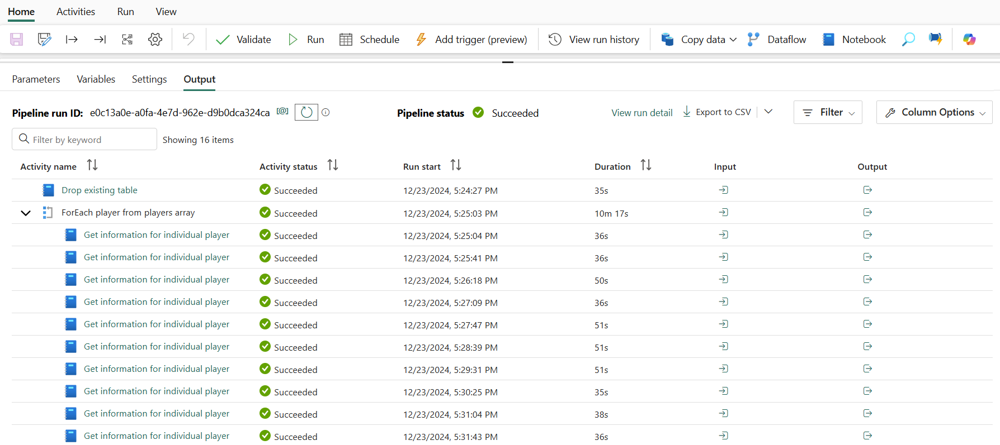 Home Activities Run View
Validate Run Schedule Add trigger (preview) View run history Copy data Dataflow Notebook
Parameters Variables Settings Output
Pipeline run ID: e0c13a0e-a0fa-4e7d-962e-d9b0dca324ca [@] Pipeline status Succeeded View run detail Export to CSV Filter Column Options
Filter by keyword Showing 16 items
Activity name Activity status Run start Duration Input Output
Drop existing table Succeeded 12/23/2024, 5:24:27 PM 35s
ForEach player from players array Succeeded 12/23/2024, 5:25:03 PM 10m 17s
Get information for individual player Succeeded 12/23/2024, 5:25:04 PM 36s
Get information for individual player Succeeded 12/23/2024, 5:25:41 PM 36s
Get information for individual player Succeeded 12/23/2024, 5:26:18 PM 50s
Get information for individual player Succeeded 12/23/2024, 5:27:09 PM 36s
Get information for individual player Succeeded 12/23/2024, 5:27:47 PM 51s
Get information for individual player Succeeded 12/23/2024, 5:28:39 PM 51s
Get information for individual player Succeeded 12/23/2024, 5:29:31 PM 51s
Get information for individual player Succeeded 12/23/2024, 5:30:25 PM 35s
Get information for individual player Succeeded 12/23/2024, 5:31:04 PM 38s
Get information for individual player Succeeded 12/23/2024, 5:31:43 PM 36s